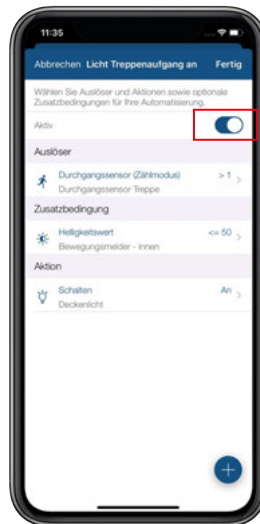 11:35
Abbrechen Licht Treppenaufgang an Fertig
Wählen Sie Auslöser und Aktionen sowie optionale
Zusatzbedingungen für Ihre Automatisierung.
Aktiv
Auslöser
Durchgangssensor (Zählmodus) > 1
Durchgangssensor Treppe
Zusatzbedingung
Helligkeitswert <= 50
Bewegungsmelder - innen
Aktion
Schalten An
Deckenlicht